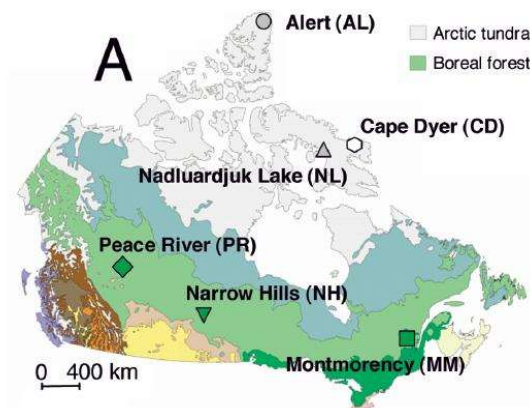 Alert (AL)
Arctic tundra
A
Boreal forest
Cape Dyer (CD)
Nadluardjuk Lake (NL)
Peace River (PR)
Narrow Hills (NH)
Montmorency (MM)
0 400 km